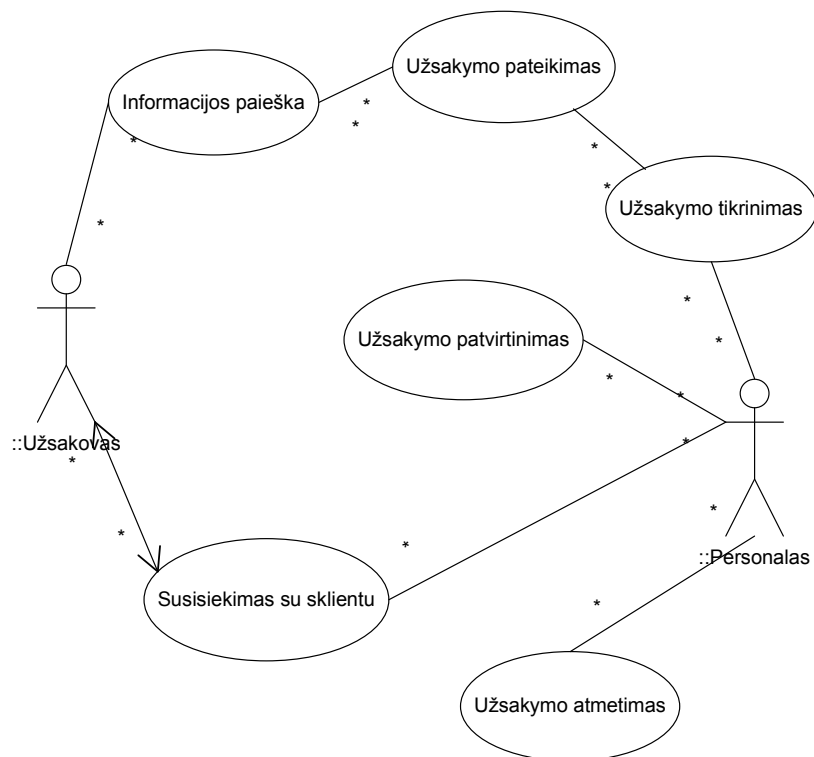 Užsakymo pateikimas
Informacijos paieška
*
*
*
*
*
*
Užsakymo tikrinimas
*
*
*
Užsakymo patvirtinimas
*
*
*
::Užsakovas
*
*
*
*
*
::Personalas
Susisiekimas su sklientu
*
Užsakymo atmetimas